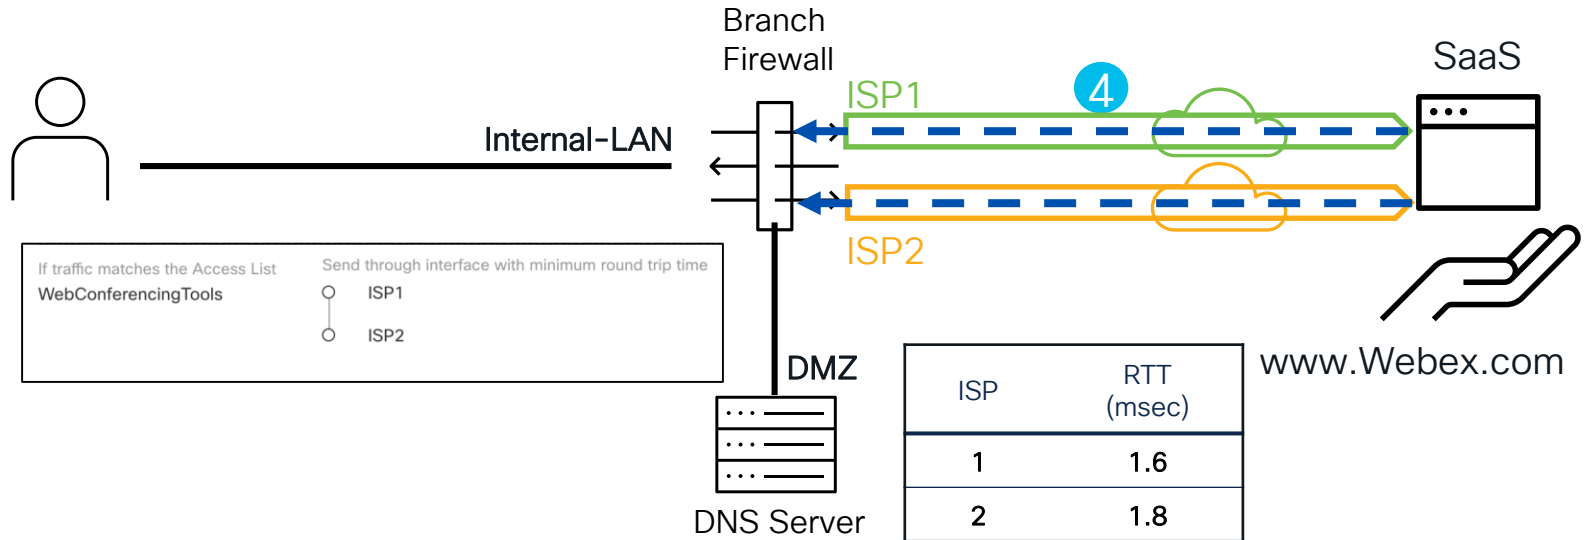 Branch
Firewall
SaaS
ISP1
4
Internal-LAN
ISP2
If traffic matches the Access List
WebConferencingTools
Send through interface with minimum round trip time
ISP1
ISP2
DMZ
www.Webex.com
ISP
RTT
(msec)
1
1.6
2
1.8
DNS Server